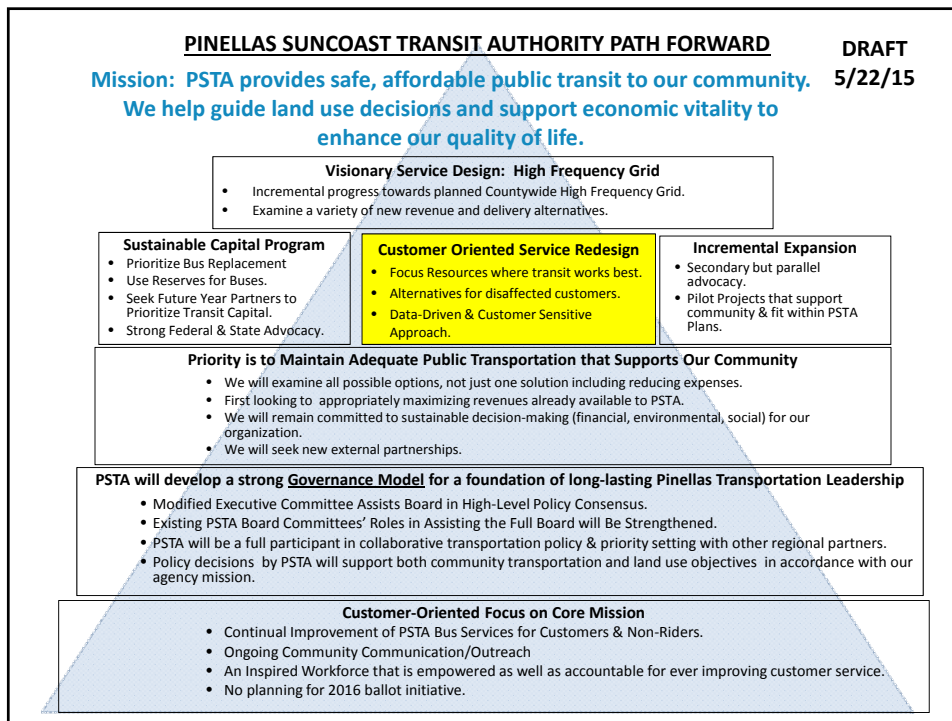 PINELLAS SUNCOAST TRANSIT AUTHORITY PATH FORWARD
DRAFT
5/22/15
Mission: PSTA provides safe, affordable public transit to our community.
We help guide land use decisions and support economic vitality to
enhance our quality of life.
Visionary Service Design: High Frequency Grid
• Incremental progress towards planned Countywide High Frequency Grid.
• Examine a variety of new revenue and delivery alternatives.
Sustainable Capital Program
• Prioritize Bus Replacement
• Use Reserves for Buses.
• Seek Future Year Partners to
Prioritize Transit Capital.
• Strong Federal & State Advocacy.
Customer Oriented Service Redesign
• Focus Resources where transit works best.
• Alternatives for disaffected customers.
• Data-Driven & Customer Sensitive
Approach.
Incremental Expansion
• Secondary but parallel
advocacy.
• Pilot Projects that support
community & fit within PSTA
Plans.
Priority is to Maintain Adequate Public Transportation that Supports Our Community
• We will examine all possible options, not just one solution including reducing expenses.
• First looking to appropriately maximizing revenues already available to PSTA.
• We will remain committed to sustainable decision-making (financial, environmental, social) for our
organization.
• We will seek new external partnerships.
PSTA will develop a strong Governance Model for a foundation of long-lasting Pinellas Transportation Leadership
• Modified Executive Committee Assists Board in High-Level Policy Consensus.
• Existing PSTA Board Committees' Roles in Assisting the Full Board will Be Strengthened.
• PSTA will be a full participant in collaborative transportation policy & priority setting with other regional partners.
• Policy decisions by PSTA will support both community transportation and land use objectives in accordance with our
agency mission.
Customer-Oriented Focus on Core Mission
• Continual Improvement of PSTA Bus Services for Customers & Non-Riders.
• Ongoing Community Communication/Outreach
• An Inspired Workforce that is empowered as well as accountable for ever improving customer service.
• No planning for 2016 ballot initiative.